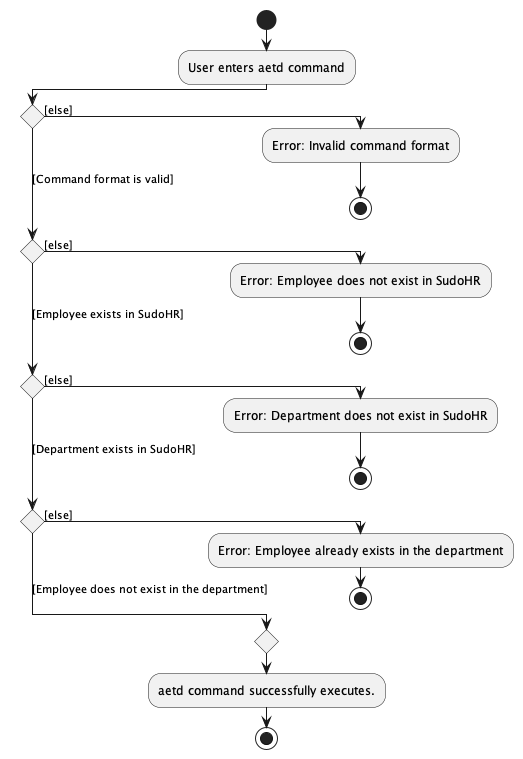 User enters aetd command
[else]
Error: Invalid command format
[Command format is valid]
[else]
Error: Employee does not exist in SudoHR
[Employee exists in SudoHR]
[else]
Error: Department does not exist in SudoHR
[Department exists in SudoHR]
[else]
Error: Employee already exists in the department
[Employee does not exist in the department]
aetd command successfully executes.